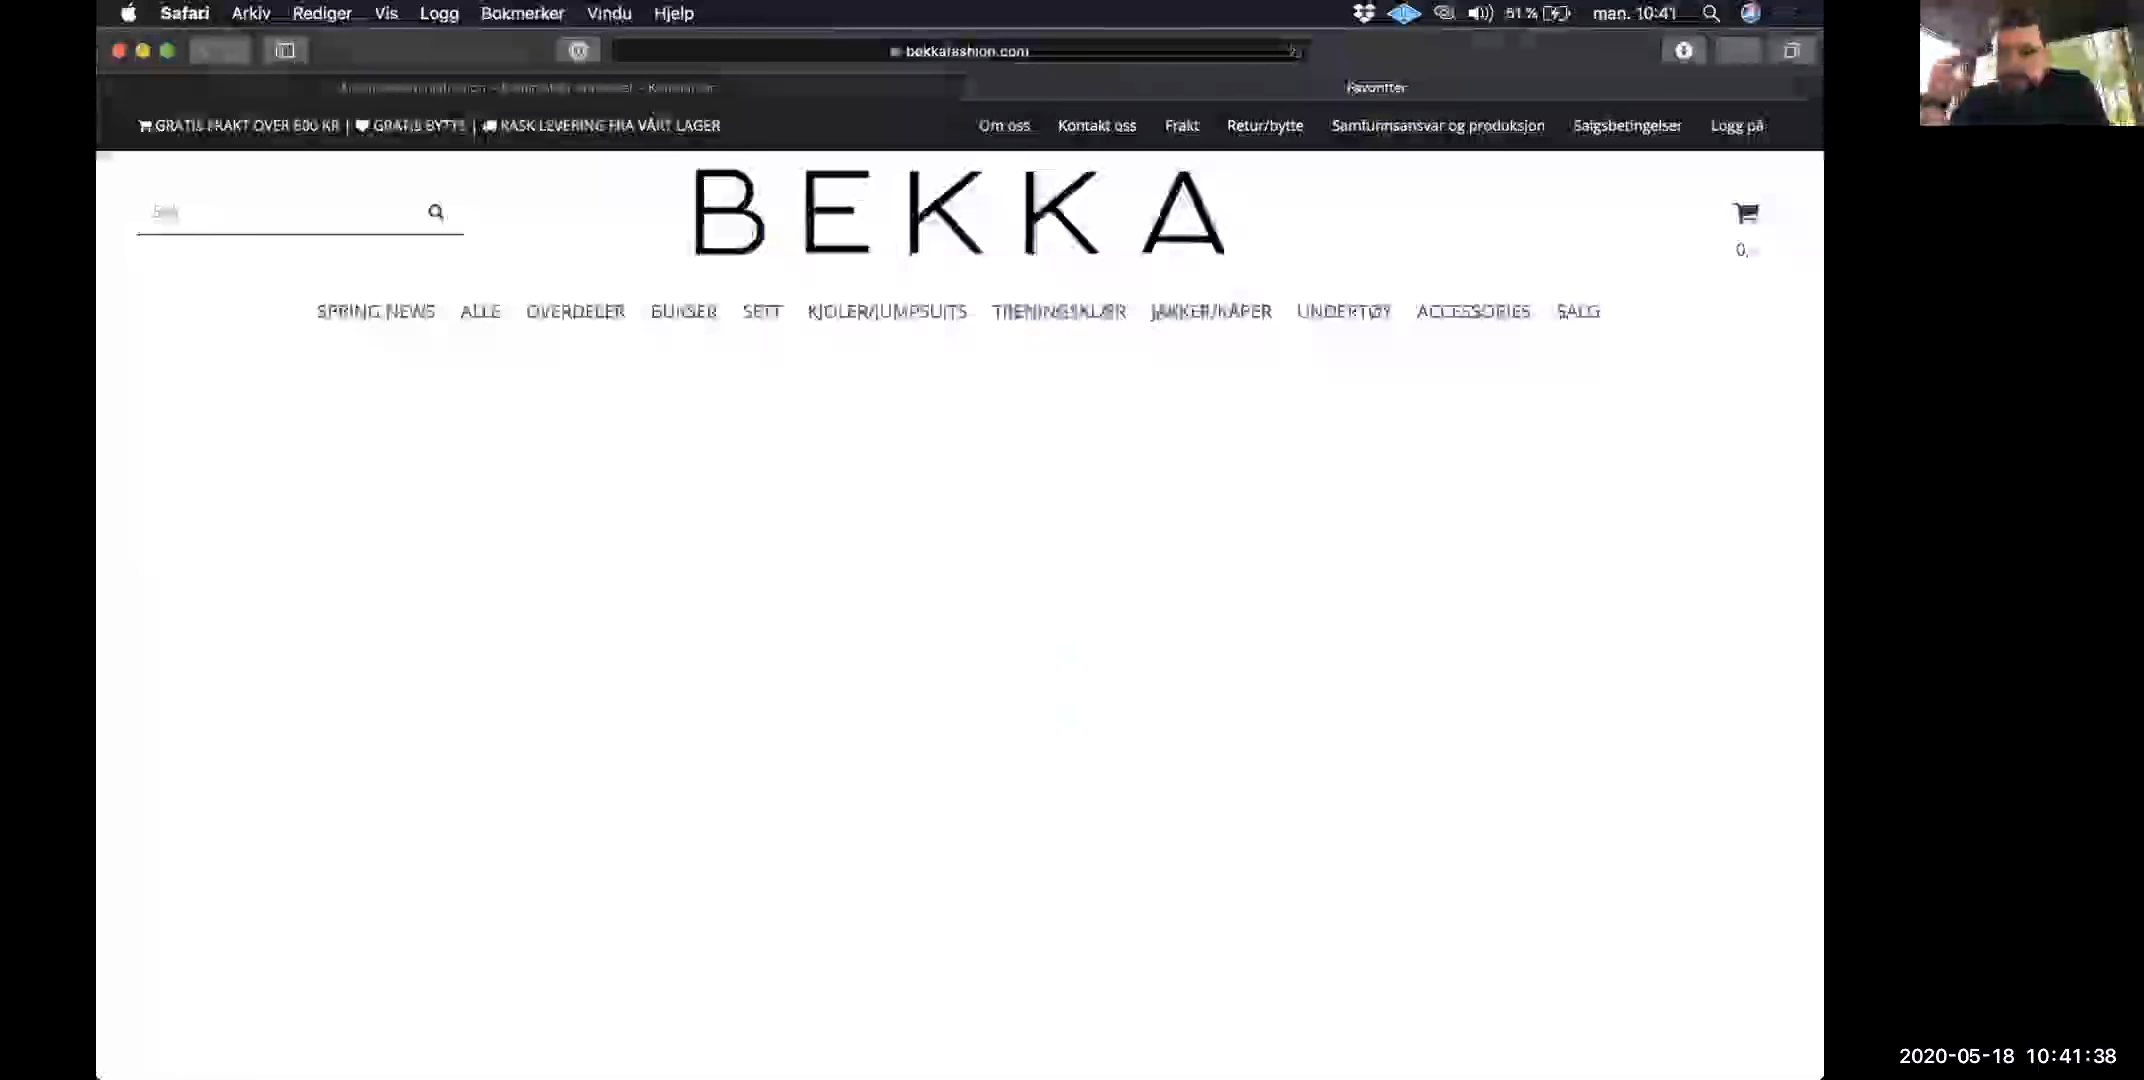 Safari Arkiv Rediger Vis Logg Bokmerker Vindu Hjelp 51 % man. 10:41
bekkafashion.com
Favoritter
GRATIS FRAKT OVER 600 KR | GRATIS BYTTE | RASK LEVERING FRA VÅRT LAGER Om oss Kontakt oss Frakt Retur/bytte Samfunnsansvar og produksjon Salgsbetingelser Logg på
Søk BEKKA
0,-
SPRING NEWS ALLE OVERDELER BUKSER SETT KJOLER/JUMPSUITS TRENINGSKLÆR JAKKER/KÅPER UNDERTØY ACCESSORIES SALG
2020-05-18 10:41:38